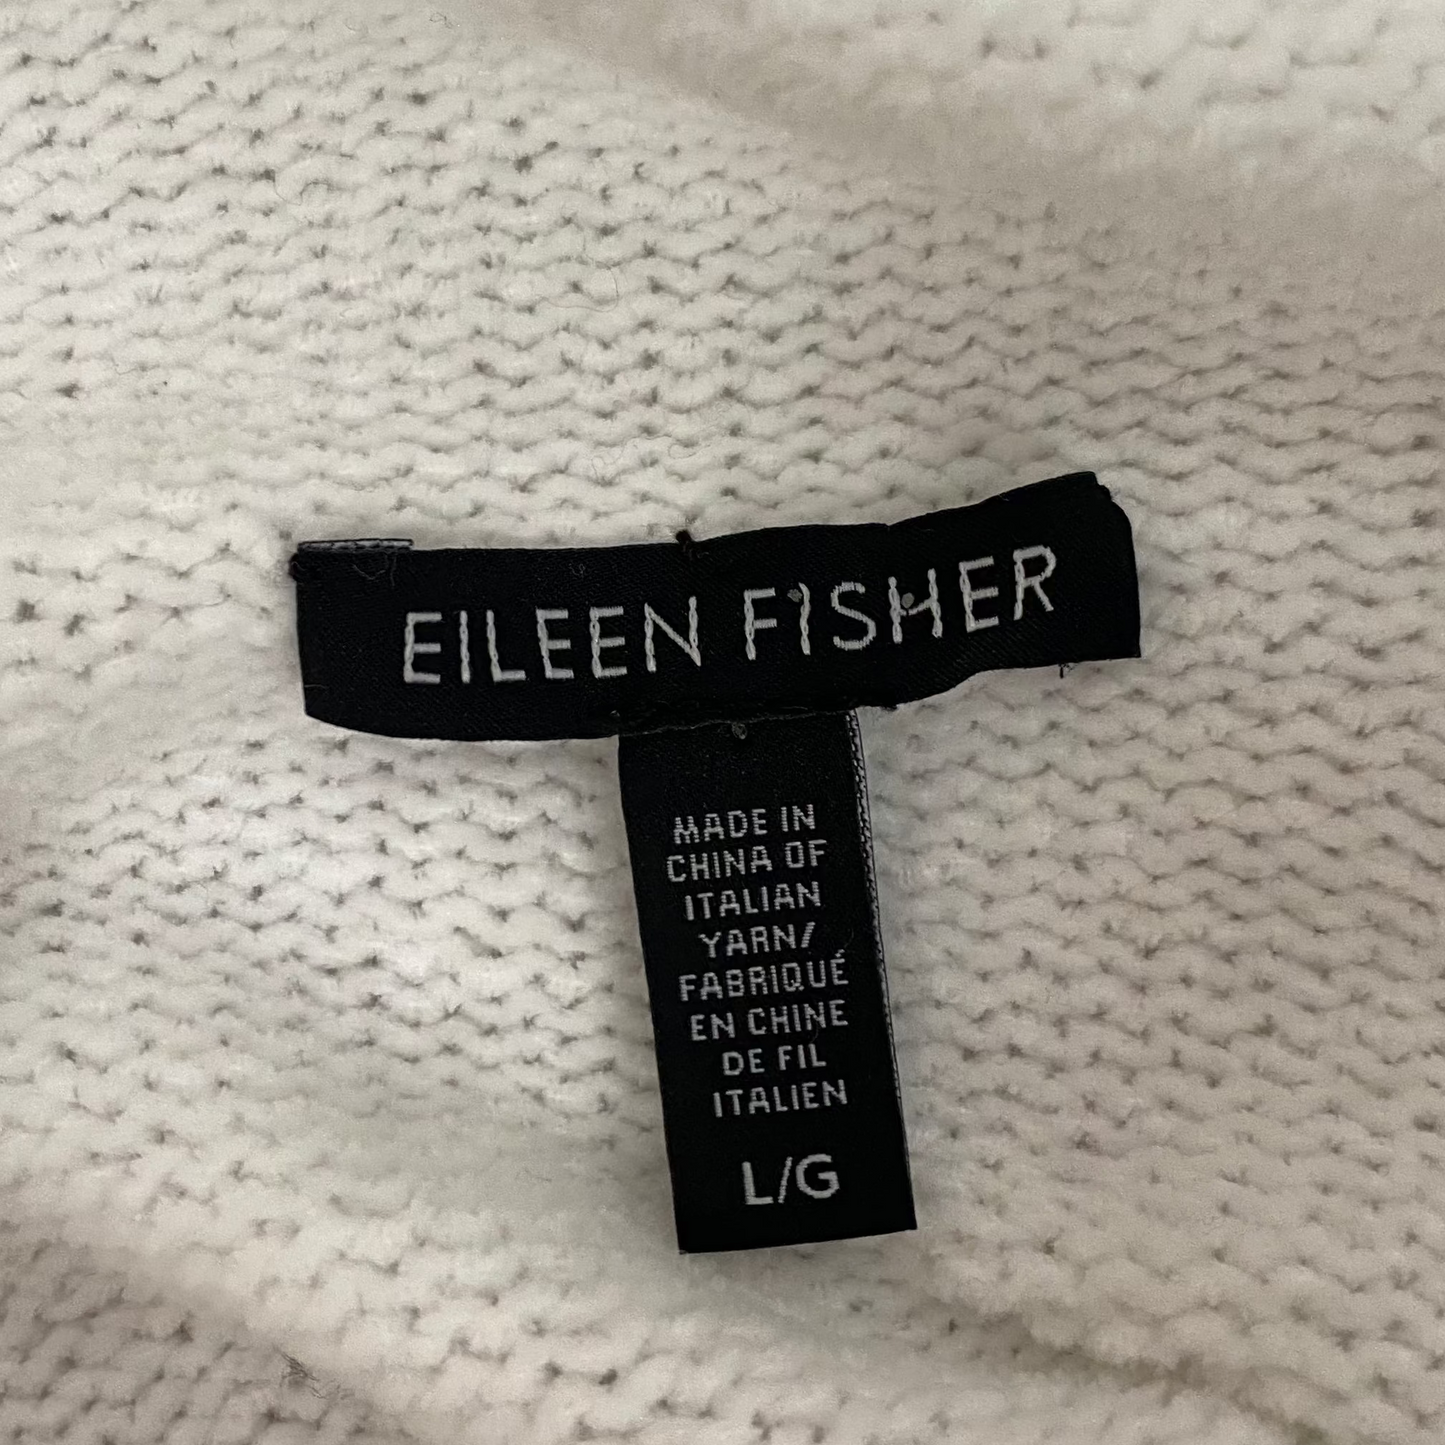 EILEEN FISHER
MADE IN
CHINA OF
ITALIAN
YARN/
FABRIQUÉ
EN CHINE
DE FIL
ITALIEN
L/G